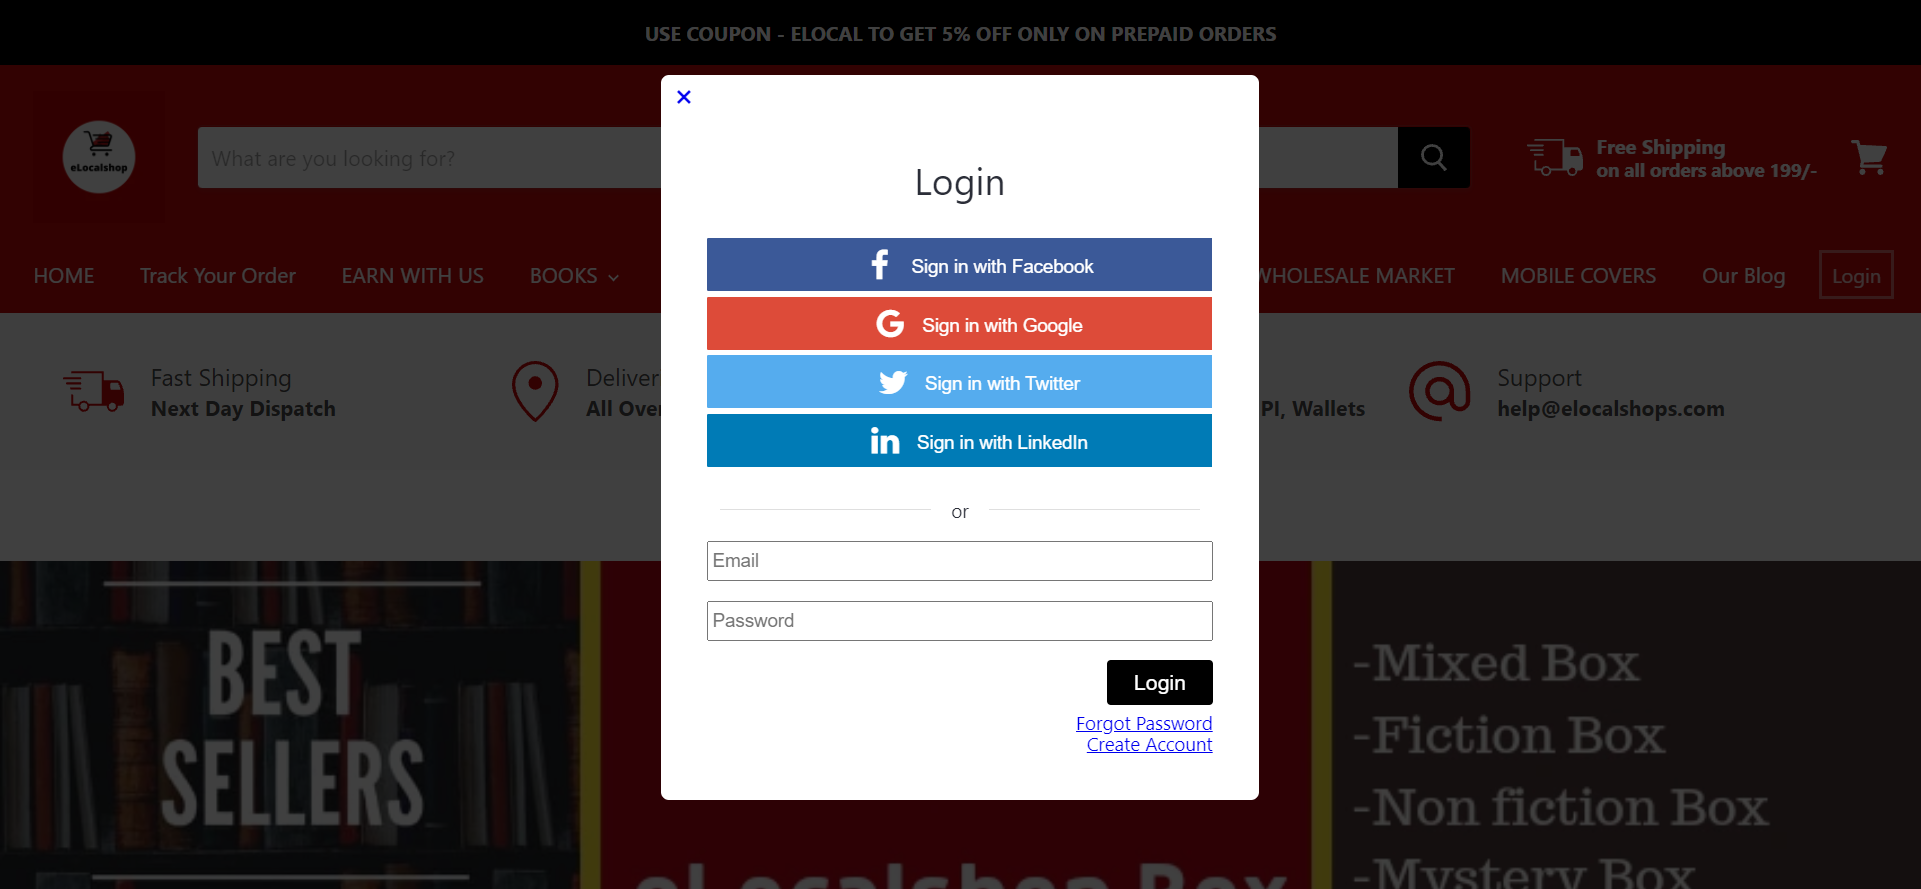 USE COUPON - ELOCAL TO GET 5% OFF ONLY ON PREPAID ORDERS
eLocalshop
What are you looking for?
Free Shipping
on all orders above 199/-
HOME Track Your Order EARN WITH US BOOKS WHOLESALE MARKET MOBILE COVERS Our Blog Login
Fast Shipping
Next Day Dispatch
Deliver
All Over
PI, Wallets
Support
help@elocalshops.com
Login
Sign in with Facebook
Sign in with Google
Sign in with Twitter
Sign in with LinkedIn
or
Email
Password
Login
Forgot Password
Create Account
BEST
SELLERS
eLocalshop Box
-Mixed Box
-Fiction Box
-Non fiction Box
-Mystery Box